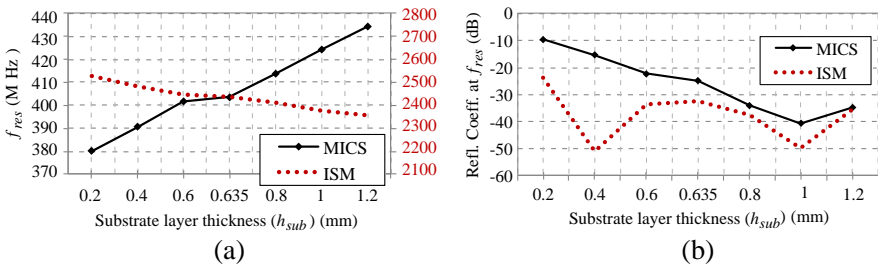 (a)
f_res (M Hz)
440
430
420
410
400
390
380
370
2800
2700
2600
2500
2400
2300
2200
2100
MICS
ISM
0.2 0.4 0.6 0.635 0.8 1 1.2
Substrate layer thickness (h_sub) (mm)
(a)
(b)
Refl. Coeff. at f_res (dB)
-0
-10
-20
-30
-40
-50
-60
MICS
ISM
0.2 0.4 0.6 0.635 0.8 1 1.2
Substrate layer thickness (h_sub) (mm)
(b)